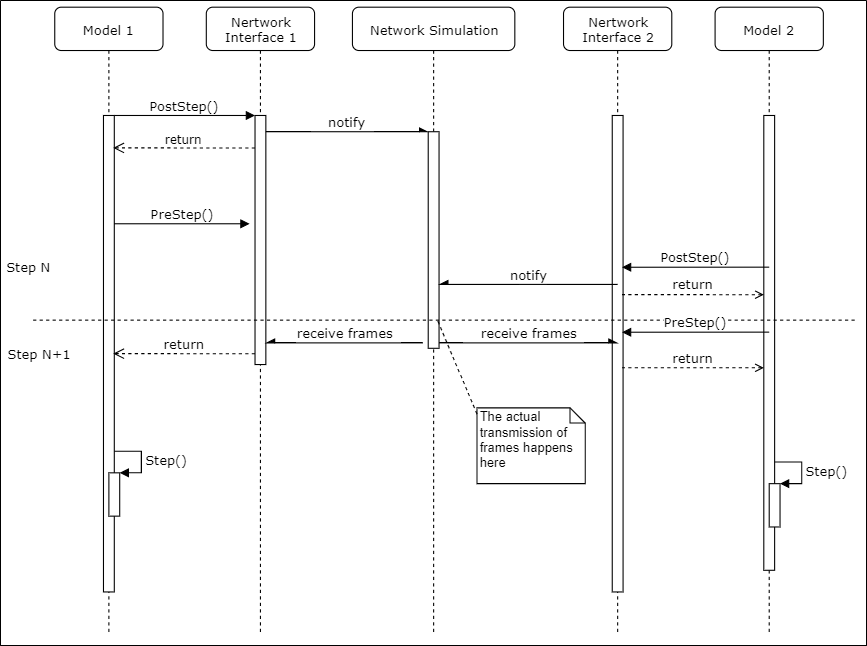 Model 1
Nertwork
Interface 1
Network Simulation
Nertwork
Interface 2
Model 2
PostStep()
notify
return
PreStep()
PostStep()
Step N
notify
return
PreStep()
receive frames
receive frames
return
Step N+1
return
The actual
transmission of
frames happens
here
Step()
Step()